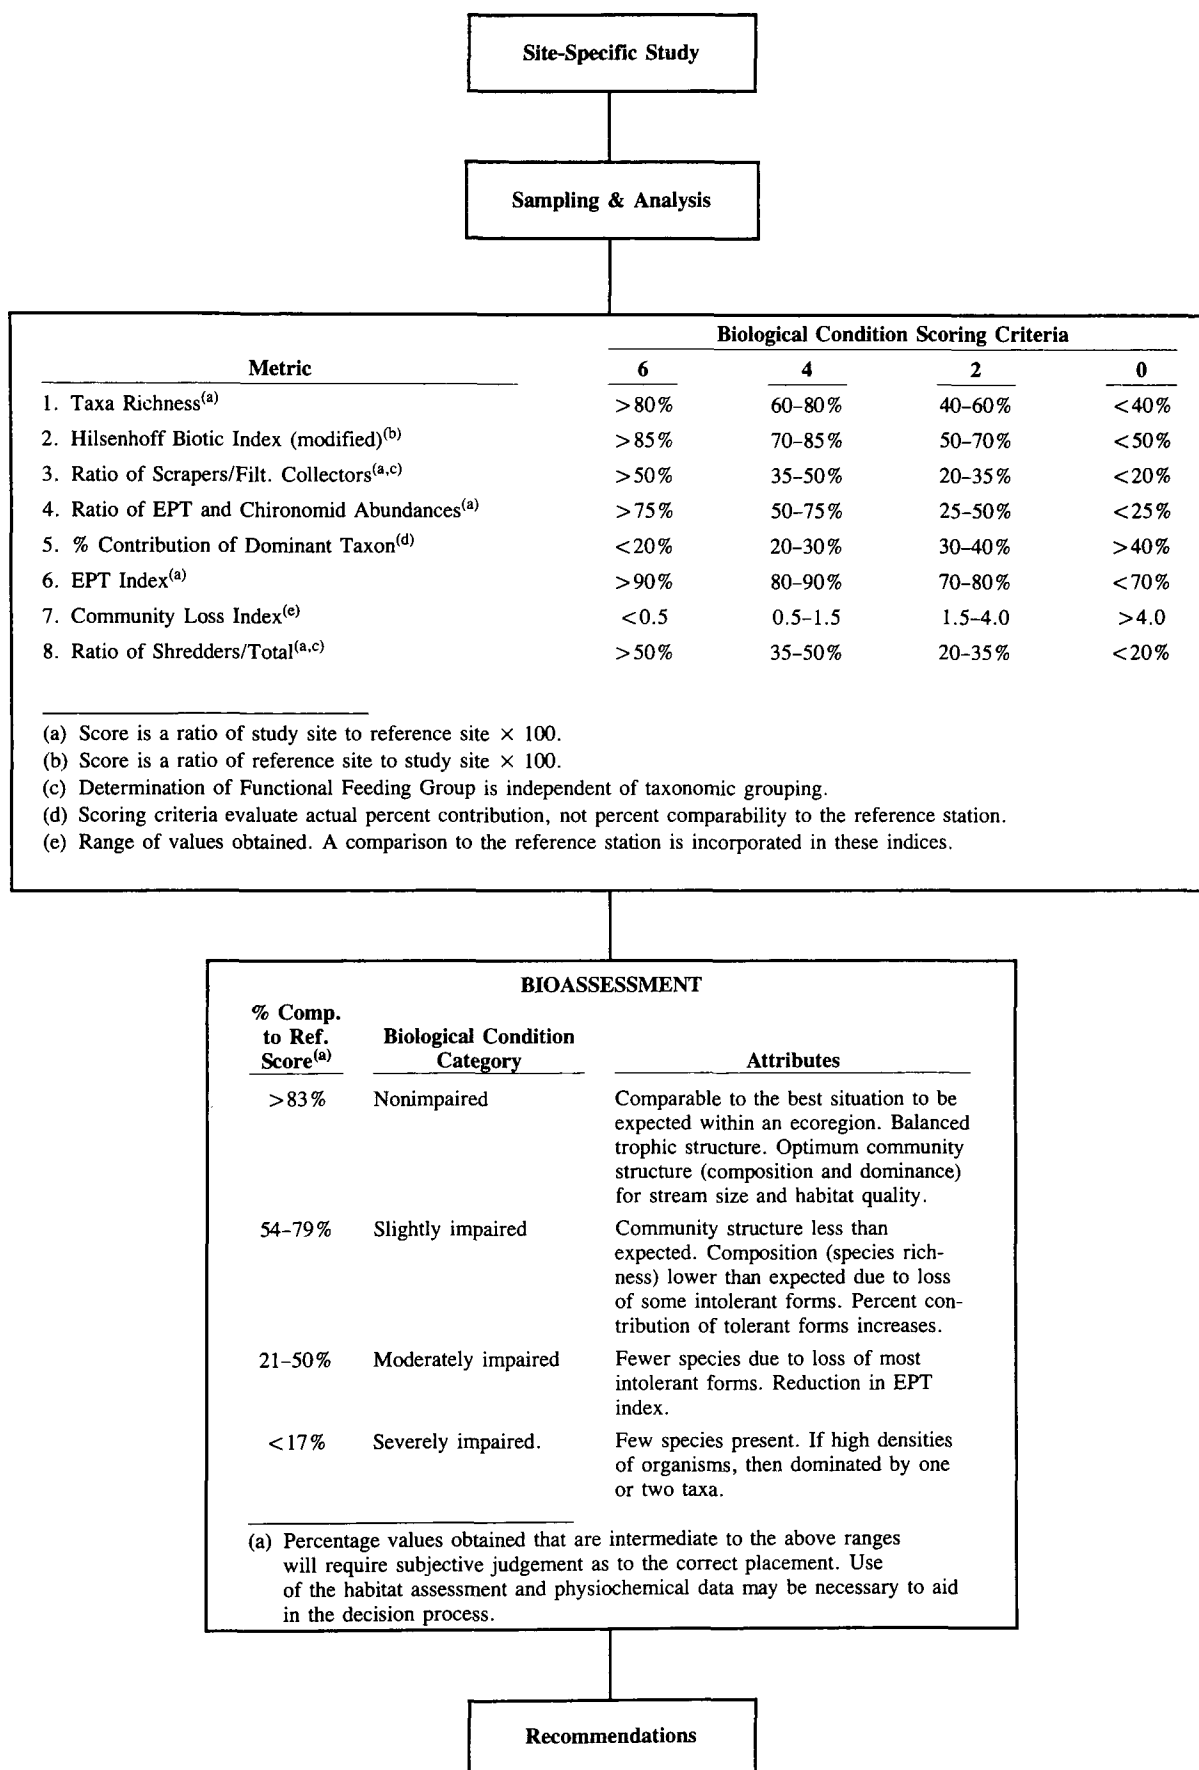 Site-Specific Study
Sampling & Analysis
Biological Condition Scoring Criteria
Metric 6 4 2 0
1. Taxa Richness(a) >80% 60–80% 40–60% <40%
2. Hilsenhoff Biotic Index (modified)(b) >85% 70–85% 50–70% <50%
3. Ratio of Scrapers/Filt. Collectors(a,c) >50% 35–50% 20–35% <20%
4. Ratio of EPT and Chironomid Abundances(a) >75% 50–75% 25–50% <25%
5. % Contribution of Dominant Taxon(d) <20% 20–30% 30–40% >40%
6. EPT Index(a) >90% 80–90% 70–80% <70%
7. Community Loss Index(e) <0.5 0.5–1.5 1.5–4.0 >4.0
8. Ratio of Shredders/Total(a,c) >50% 35–50% 20–35% <20%
(a) Score is a ratio of study site to reference site × 100.
(b) Score is a ratio of reference site to study site × 100.
(c) Determination of Functional Feeding Group is independent of taxonomic grouping.
(d) Scoring criteria evaluate actual percent contribution, not percent comparability to the reference station.
(e) Range of values obtained. A comparison to the reference station is incorporated in these indices.
BIOASSESSMENT
% Comp.
to Ref. Biological Condition
Score(a) Category Attributes
>83% Nonimpaired Comparable to the best situation to be
expected within an ecoregion. Balanced
trophic structure. Optimum community
structure (composition and dominance)
for stream size and habitat quality.
54–79% Slightly impaired Community structure less than
expected. Composition (species rich-
ness) lower than expected due to loss
of some intolerant forms. Percent con-
tribution of tolerant forms increases.
21–50% Moderately impaired Fewer species due to loss of most
intolerant forms. Reduction in EPT
index.
<17% Severely impaired. Few species present. If high densities
of organisms, then dominated by one
or two taxa.
(a) Percentage values obtained that are intermediate to the above ranges
will require subjective judgement as to the correct placement. Use
of the habitat assessment and physiochemical data may be necessary to aid
in the decision process.
Recommendations